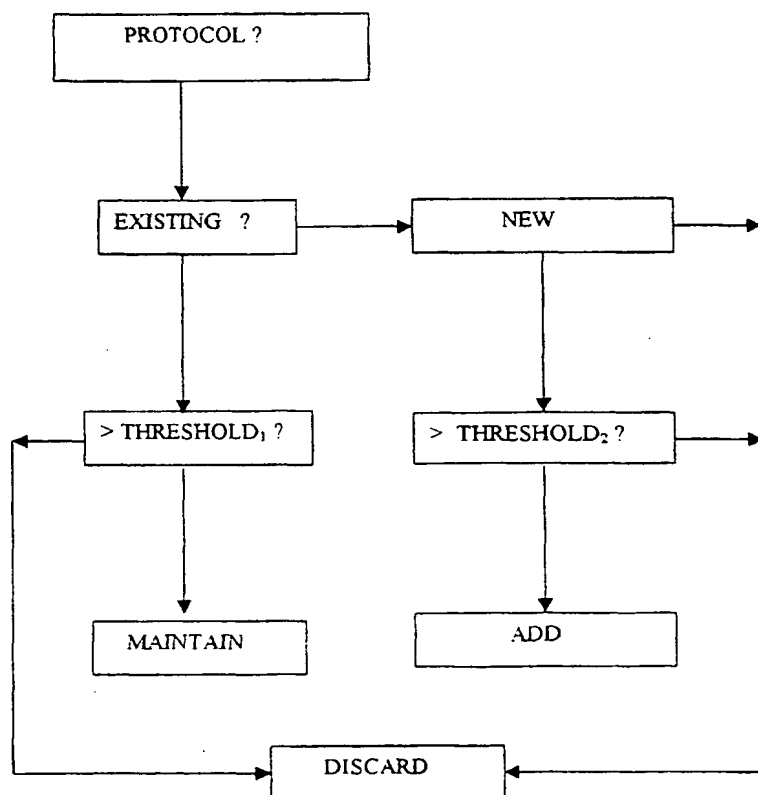 PROTOCOL ?
EXISTING ?
NEW
> THRESHOLD₁ ?
> THRESHOLD₂ ?
MAINTAIN
ADD
DISCARD